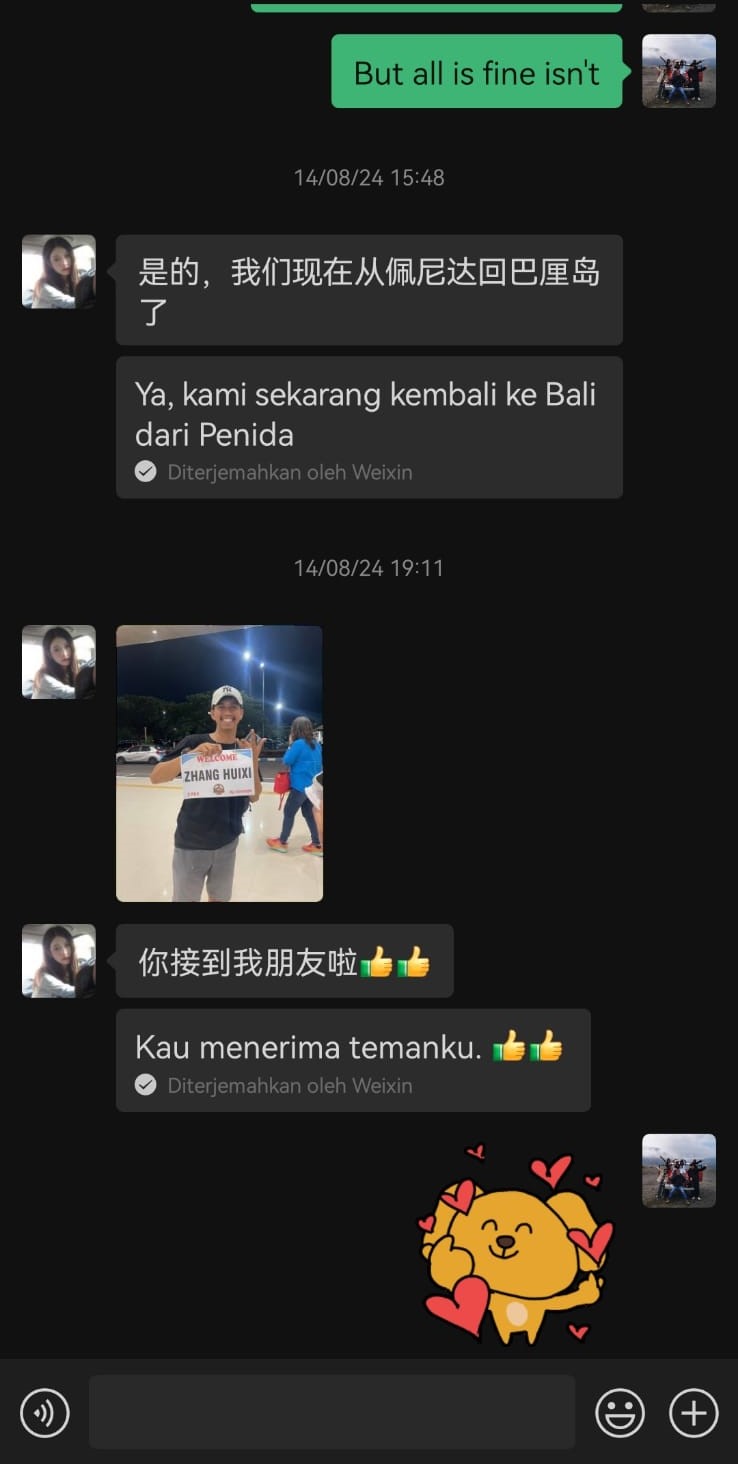 But all is fine isn't
14/08/24 15:48
是的，我们现在从佩尼达回巴厘岛
了
Ya, kami sekarang kembali ke Bali
dari Penida
Diterjemahkan oleh Weixin
14/08/24 19:11
WELCOME
ZHANG HUIXI
你接到我朋友啦👍👍
Kau menerima temanku. 👍👍
Diterjemahkan oleh Weixin